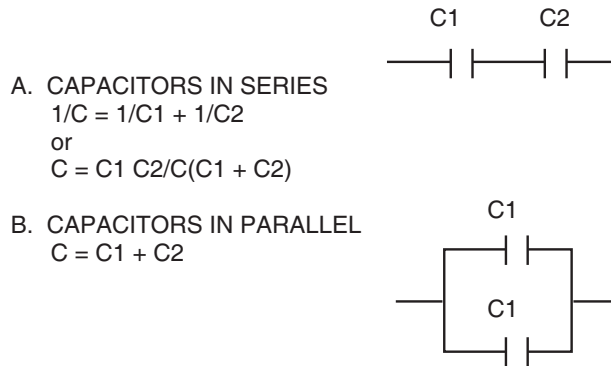 C1 C2
A. CAPACITORS IN SERIES
1/C = 1/C1 + 1/C2
or
C = C1 C2/C(C1 + C2)
B. CAPACITORS IN PARALLEL
C = C1 + C2
C1
C1